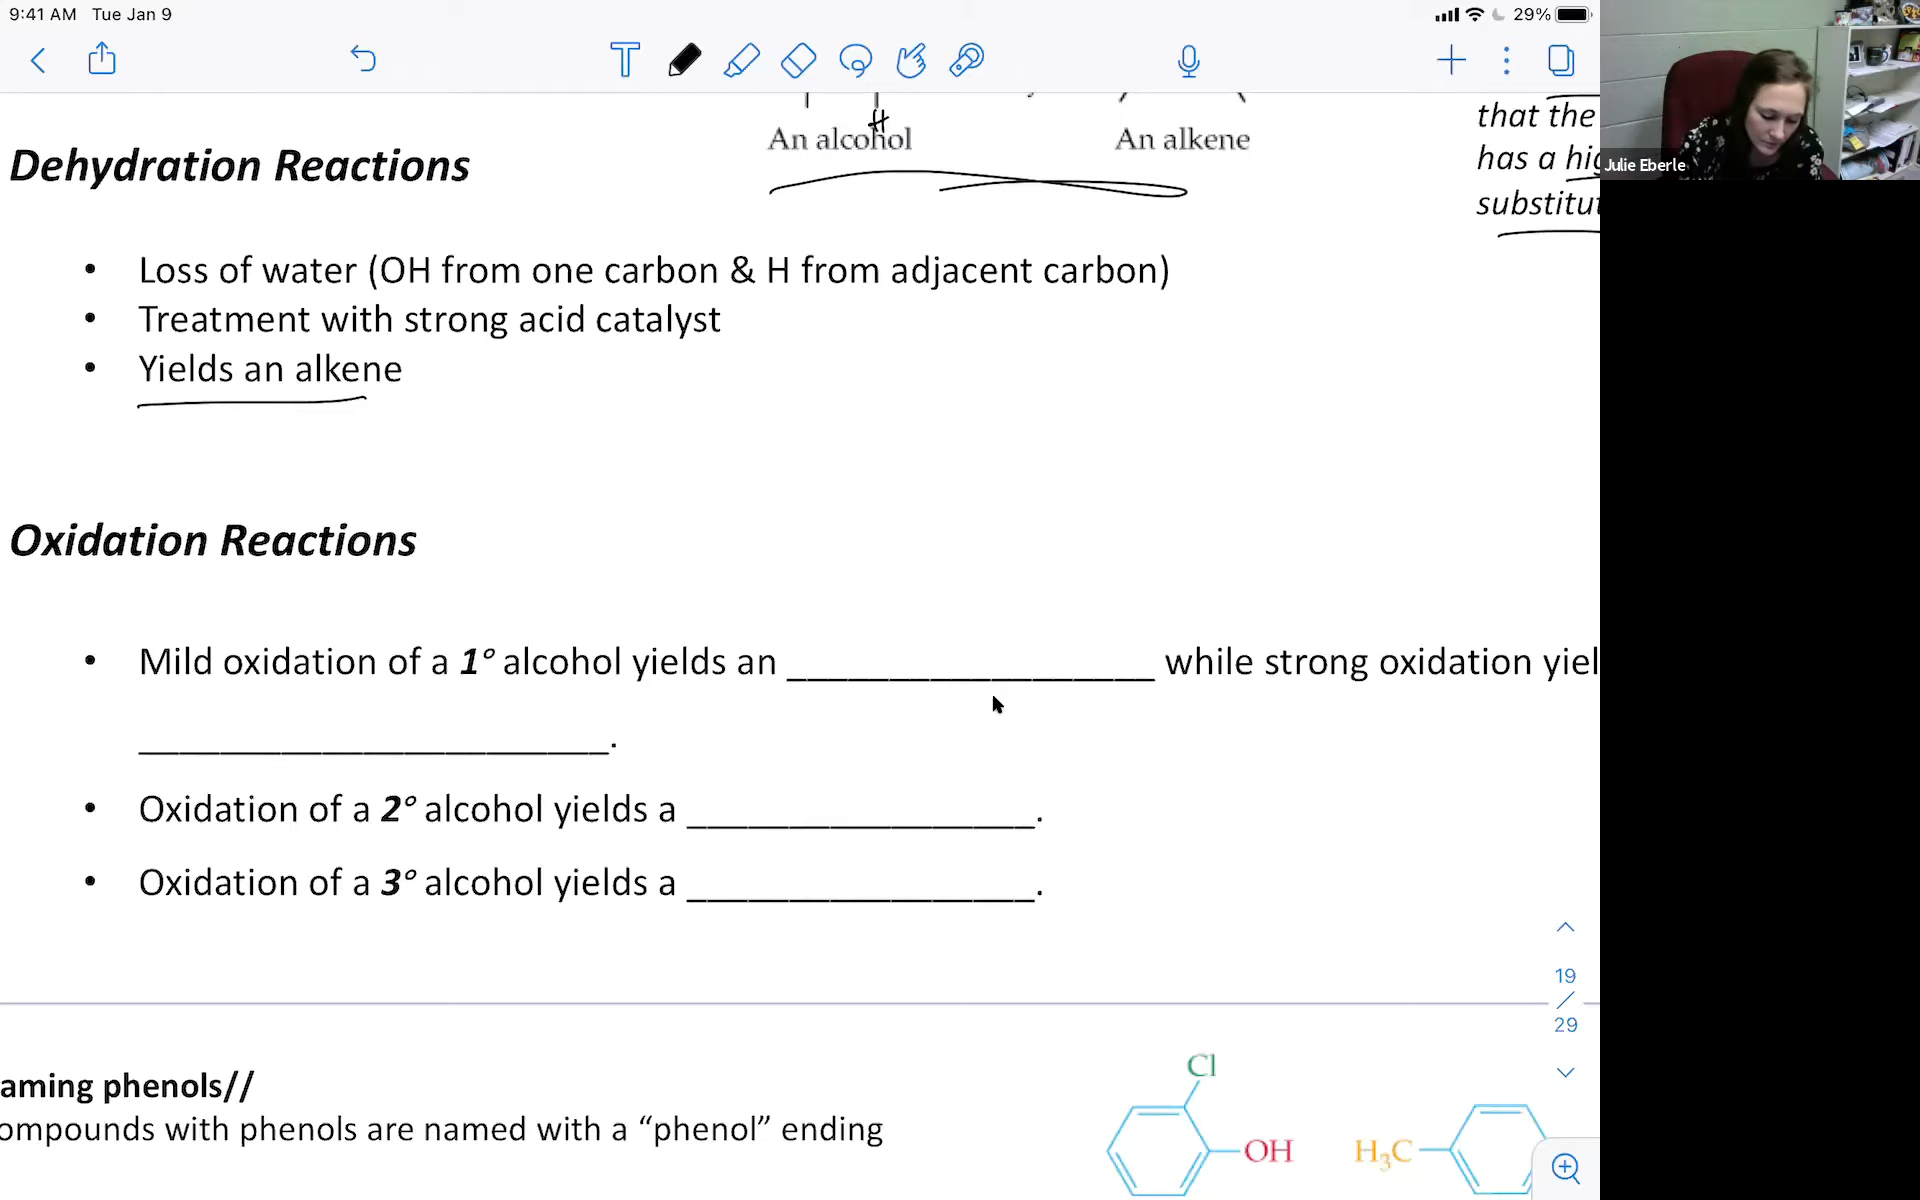 9:41 AM Tue Jan 9
29%
that the
An alcohol An alkene
H
Dehydration Reactions
has a hig
Julie Eberle
substitut
• Loss of water (OH from one carbon & H from adjacent carbon)
• Treatment with strong acid catalyst
• Yields an alkene
Oxidation Reactions
• Mild oxidation of a 1° alcohol yields an __________________ while strong oxidation yiel
_______________________.
• Oxidation of a 2° alcohol yields a _________________.
• Oxidation of a 3° alcohol yields a _________________.
19
/
29
aming phenols//
ompounds with phenols are named with a “phenol” ending
Cl
OH
H₃C